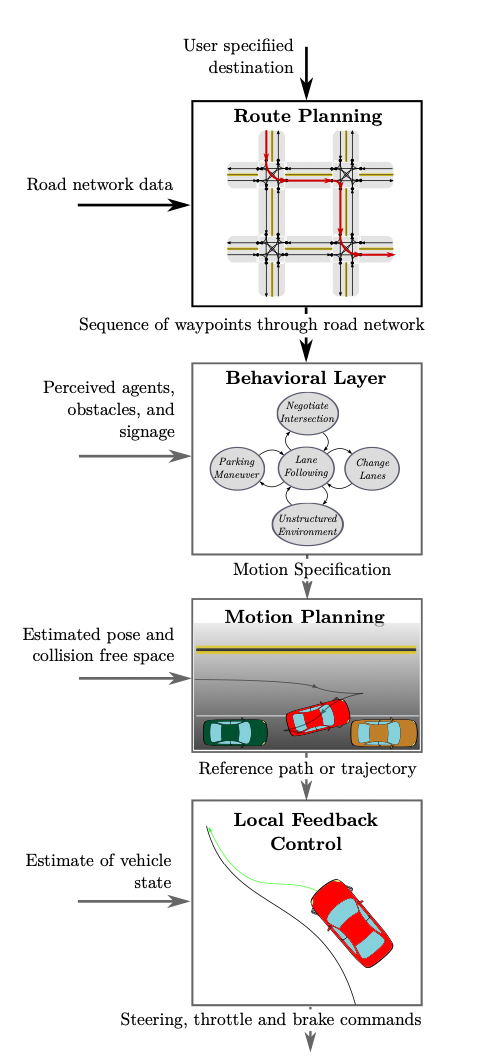 User specifiied
destination
Route Planning
Road network data
Sequence of waypoints through road network
Behavioral Layer
Perceived agents,
obstacles, and
signage
Negotiate
Intersection
Parking
Maneuver
Lane
Following
Change
Lanes
Unstructured
Environment
Motion Specification
Motion Planning
Estimated pose and
collision free space
Reference path or trajectory
Local Feedback
Control
Estimate of vehicle
state
Steering, throttle and brake commands